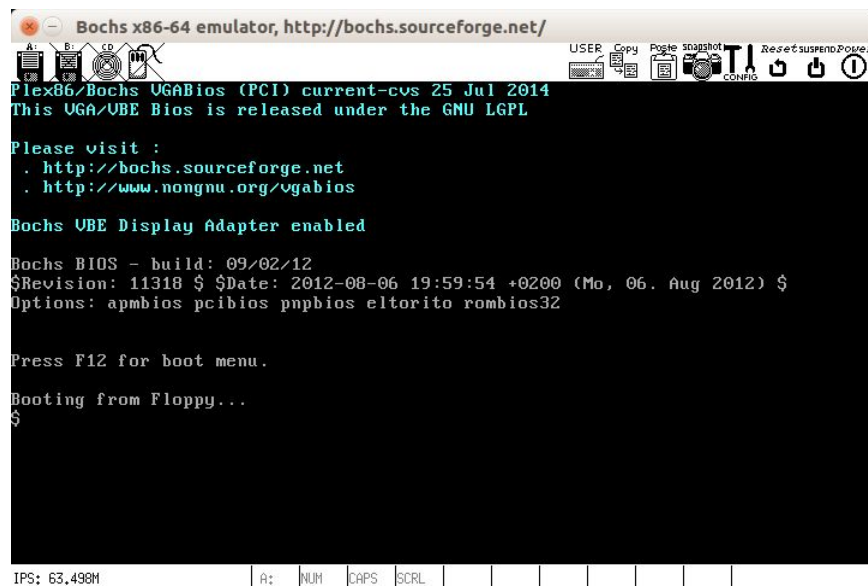 Bochs x86-64 emulator, http://bochs.sourceforge.net/
A: B: CD USER Copy Paste snapshot CONFIG Reset SUSPEND Power
Plex86/Bochs VGABios (PCI) current-cvs 25 Jul 2014
This VGA/VBE Bios is released under the GNU LGPL
Please visit :
. http://bochs.sourceforge.net
. http://www.nongnu.org/vgabios
Bochs VBE Display Adapter enabled
Bochs BIOS - build: 09/02/12
$Revision: 11318 $ $Date: 2012-08-06 19:59:54 +0200 (Mo, 06. Aug 2012) $
Options: apmbios pcibios pnpbios eltorito rombios32
Press F12 for boot menu.
Booting from Floppy...
$
IPS: 63,498M A: NUM CAPS SCRL